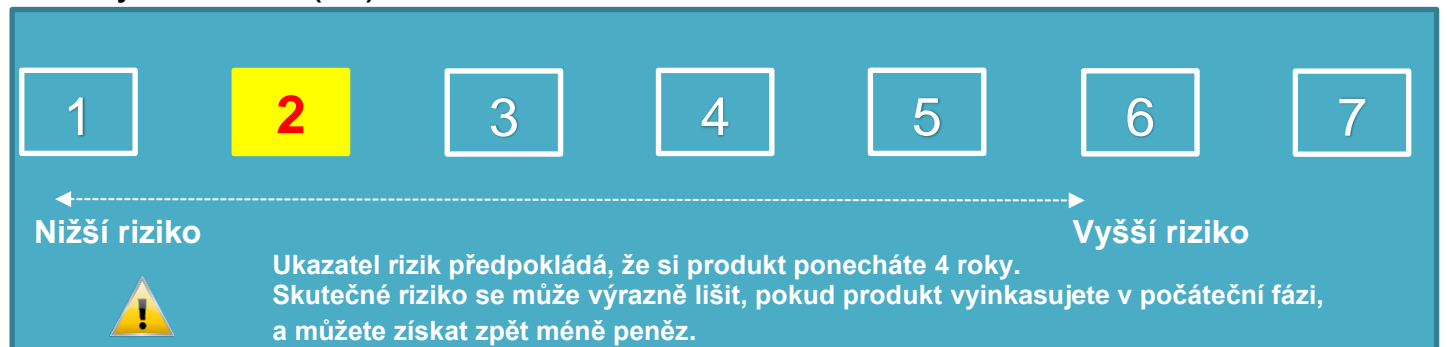 1 2 3 4 5 6 7
Nižší riziko Vyšší riziko
Ukazatel rizik předpokládá, že si produkt ponecháte 4 roky.
Skutečné riziko se může výrazně lišit, pokud produkt vyinkasujete v počáteční fázi,
a můžete získat zpět méně peněz.